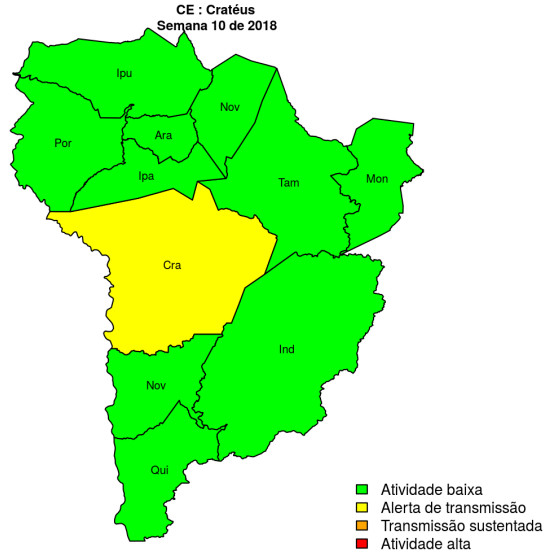 CE : Cratéus
Semana 10 de 2018
Ipu
Nov
Ara
Por
Ipa
Tam
Mon
Cra
Ind
Nov
Qui
Atividade baixa
Alerta de transmissão
Transmissão sustentada
Atividade alta